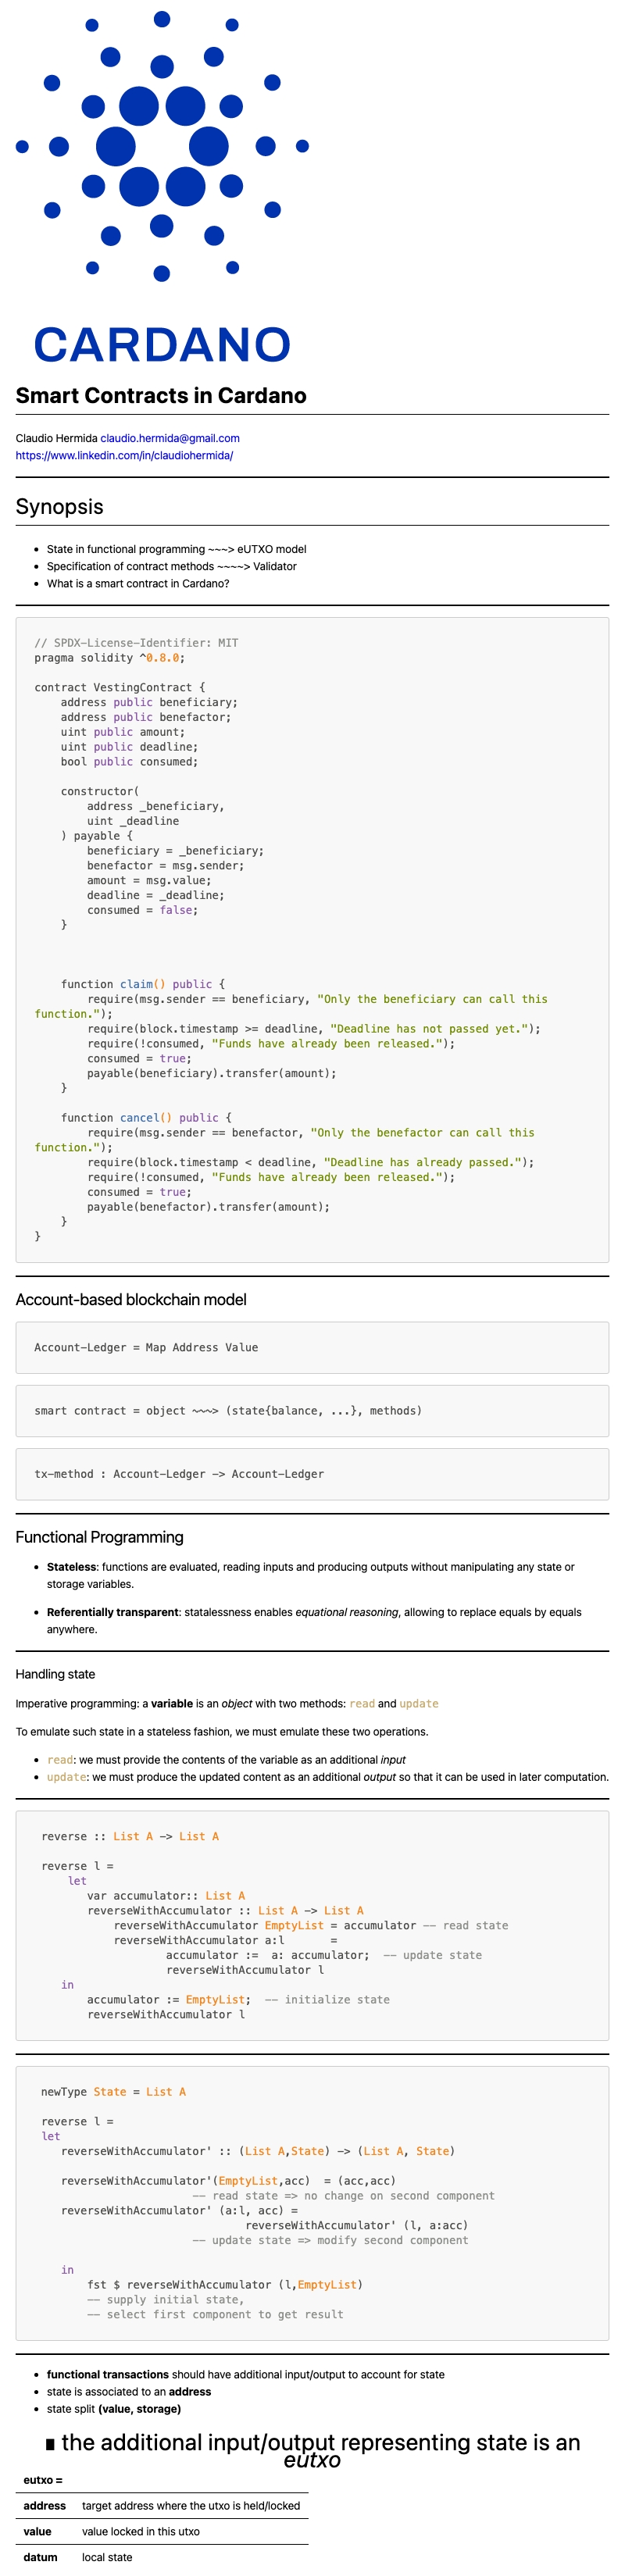 CARDANO
Smart Contracts in Cardano
Claudio Hermida claudio.hermida@gmail.com
https://www.linkedin.com/in/claudiohermida/
Synopsis
• State in functional programming ~~~> eUTXO model
• Specification of contract methods ~~~~> Validator
• What is a smart contract in Cardano?
// SPDX-License-Identifier: MIT
pragma solidity ^0.8.0;
contract VestingContract {
    address public beneficiary;
    address public benefactor;
    uint public amount;
    uint public deadline;
    bool public consumed;
    constructor(
        address _beneficiary,
        uint _deadline
    ) payable {
        beneficiary = _beneficiary;
        benefactor = msg.sender;
        amount = msg.value;
        deadline = _deadline;
        consumed = false;
    }
    function claim() public {
        require(msg.sender == beneficiary, "Only the beneficiary can call this
function.");
        require(block.timestamp >= deadline, "Deadline has not passed yet.");
        require(!consumed, "Funds have already been released.");
        consumed = true;
        payable(beneficiary).transfer(amount);
    }
    function cancel() public {
        require(msg.sender == benefactor, "Only the benefactor can call this
function.");
        require(block.timestamp < deadline, "Deadline has already passed.");
        require(!consumed, "Funds have already been released.");
        consumed = true;
        payable(benefactor).transfer(amount);
    }
}
Account-based blockchain model
Account-Ledger = Map Address Value
smart contract = object ~~~> (state{balance, ...}, methods)
tx-method : Account-Ledger -> Account-Ledger
Functional Programming
• Stateless: functions are evaluated, reading inputs and producing outputs without manipulating any state or
storage variables.
• Referentially transparent: statalessness enables equational reasoning, allowing to replace equals by equals
anywhere.
Handling state
Imperative programming: a variable is an object with two methods: read and update
To emulate such state in a stateless fashion, we must emulate these two operations.
• read: we must provide the contents of the variable as an additional input
• update: we must produce the updated content as an additional output so that it can be used in later computation.
reverse :: List A -> List A
reverse l =
    let
       var accumulator:: List A
       reverseWithAccumulator :: List A -> List A
           reverseWithAccumulator EmptyList = accumulator -- read state
           reverseWithAccumulator a:l       =
                   accumulator :=  a: accumulator;  -- update state
                   reverseWithAccumulator l
   in
       accumulator := EmptyList;  -- initialize state
       reverseWithAccumulator l
newType State = List A
reverse l =
let
   reverseWithAccumulator' :: (List A,State) -> (List A, State)
   reverseWithAccumulator'(EmptyList,acc)  = (acc,acc)
                       -- read state => no change on second component
   reverseWithAccumulator' (a:l, acc) =
                               reverseWithAccumulator' (l, a:acc)
                       -- update state => modify second component
   in
       fst $ reverseWithAccumulator (l,EmptyList)
       -- supply initial state,
       -- select first component to get result
• functional transactions should have additional input/output to account for state
• state is associated to an address
• state split (value, storage)
∎ the additional input/output representing state is an
eutxo
eutxo =
address target address where the utxo is held/locked
value value locked in this utxo
datum local state